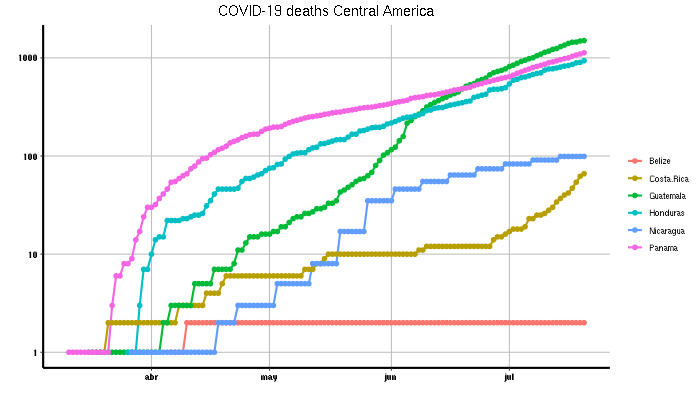 COVID-19 deaths Central America
1000
100
10
1
abr
may
jun
jul
Belize
Costa.Rica
Guatemala
Honduras
Nicaragua
Panama